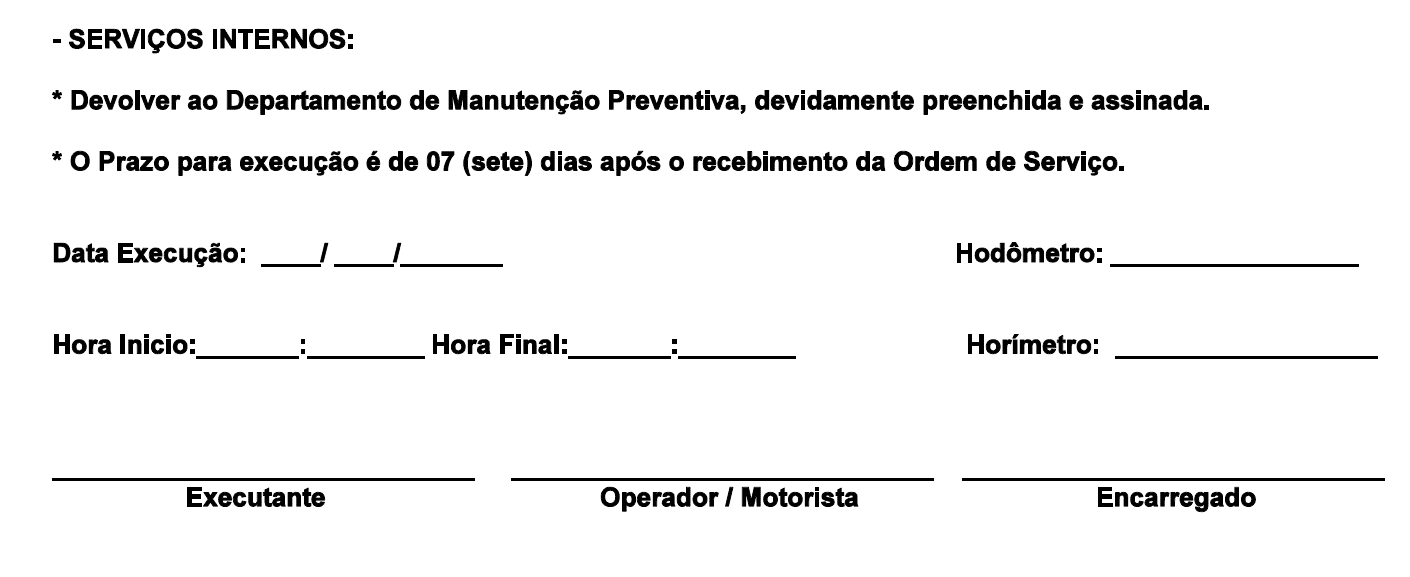 - SERVIÇOS INTERNOS:
* Devolver ao Departamento de Manutenção Preventiva, devidamente preenchida e assinada.
* O Prazo para execução é de 07 (sete) dias após o recebimento da Ordem de Serviço.
Data Execução: ____/ ____/_______ Hodômetro: _________________
Hora Inicio:_______:________ Hora Final:_______:________ Horímetro: __________________
Executante Operador / Motorista Encarregado